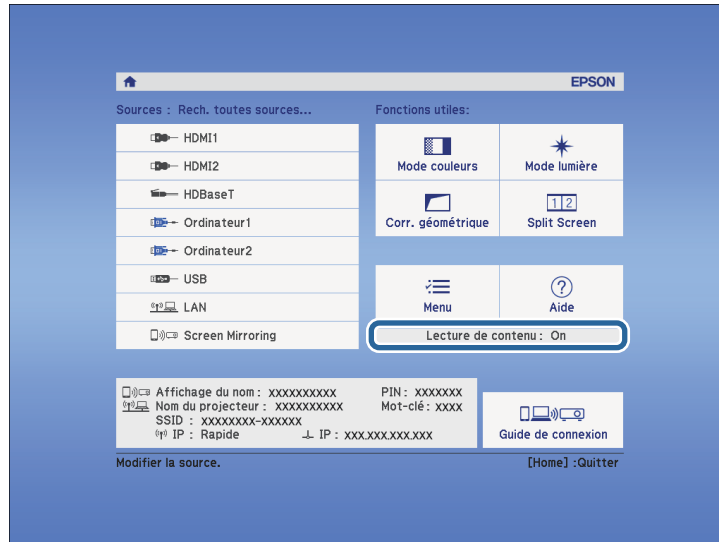 EPSON
Sources : Rech. toutes sources...
Fonctions utiles:
HDMI1
HDMI2
HDBaseT
Ordinateur1
Ordinateur2
USB
LAN
Screen Mirroring
Mode couleurs
Mode lumière
Corr. géométrique
1 2
Split Screen
Menu
? Aide
Lecture de contenu : On
Affichage du nom : xxxxxxxxxx
PIN : xxxxxxx
Nom du projecteur : xxxxxxxxxx
Mot-clé : xxxx
SSID : xxxxxxxx-xxxxxx
IP : Rapide
IP : xxx.xxx.xxx.xxx
Guide de connexion
Modifier la source.
[Home] :Quitter